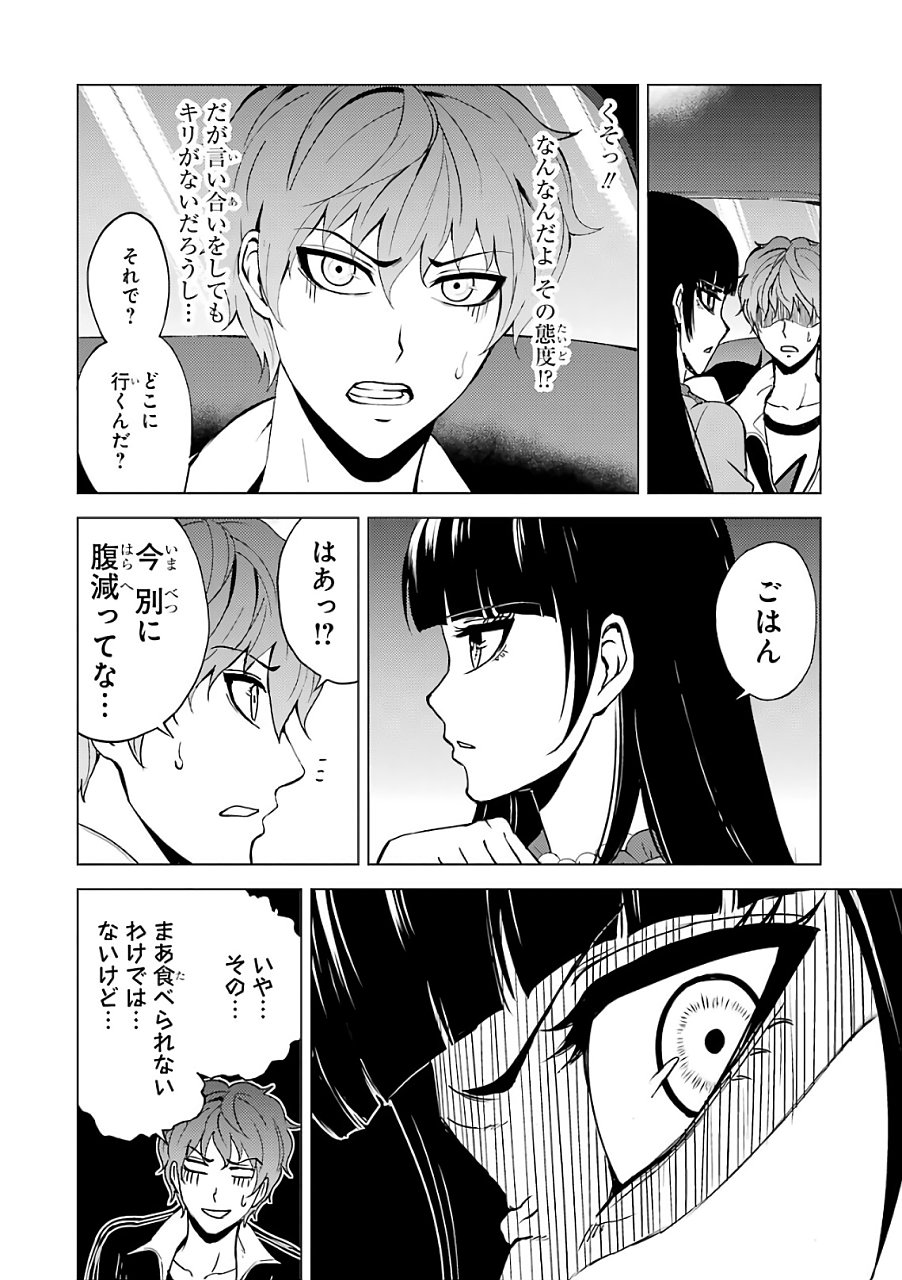 くそっ!!
なんなんだよ その態度!?
だが言い合いをしても
キリがないだろうし…
それで?
どこに
行くんだ?
ごはん
はあっ!?
今 別に
腹減ってな…
いや…
その…
まあ食べられない
わけでは…
ないけど…